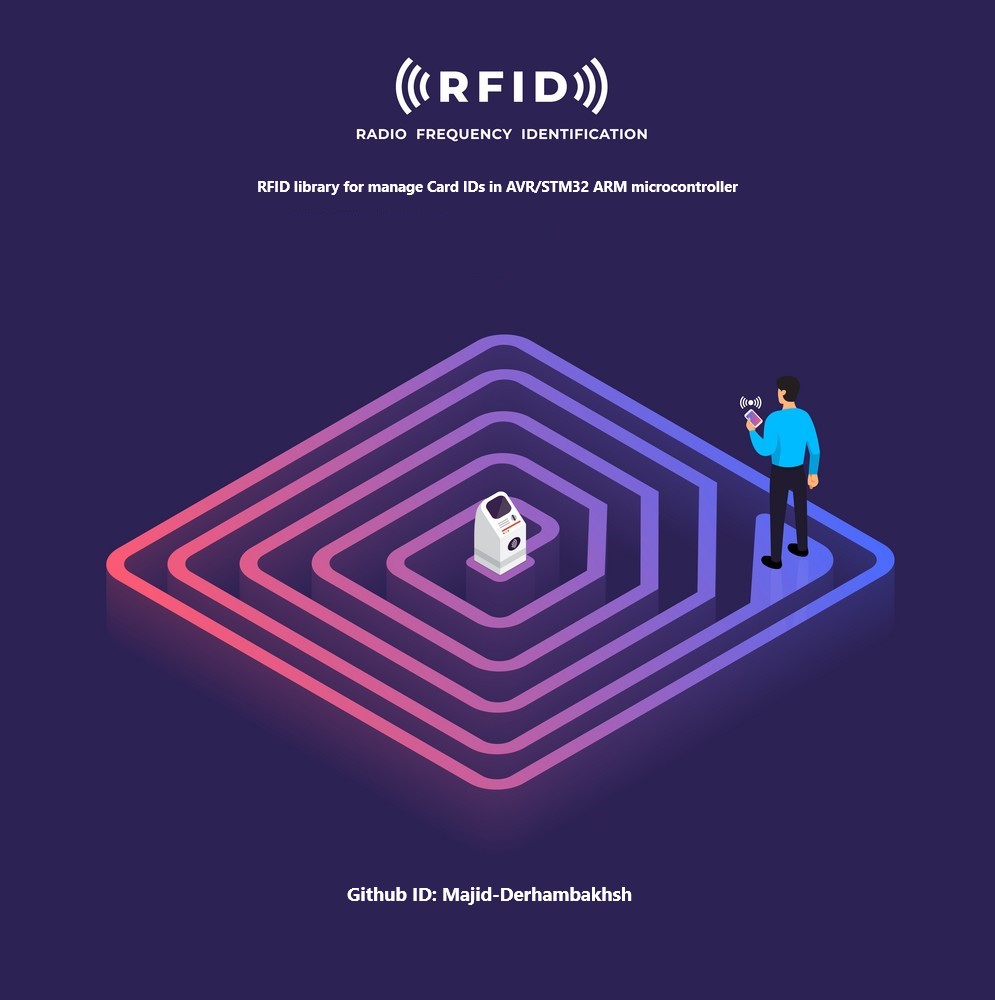 RFID
RADIO FREQUENCY IDENTIFICATION
RFID library for manage Card IDs in AVR/STM32 ARM microcontroller
Github ID: Majid-Derhambakhsh